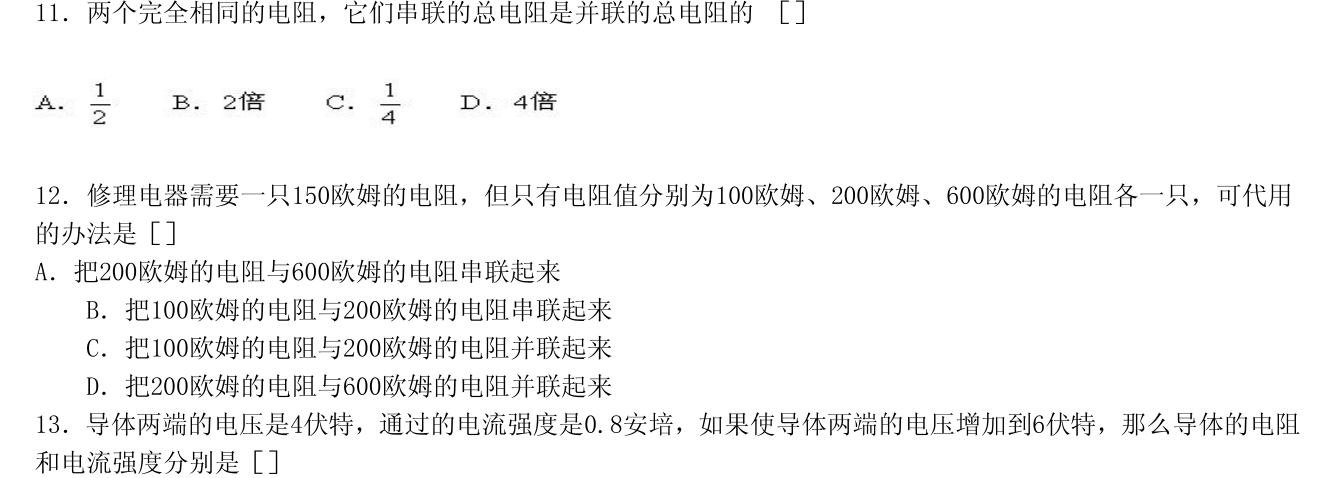 11．两个完全相同的电阻，它们串联的总电阻是并联的总电阻的 ［］
A． 1/2 B． 2倍 C． 1/4 D． 4倍
12．修理电器需要一只150欧姆的电阻，但只有电阻值分别为100欧姆、200欧姆、600欧姆的电阻各一只，可代用
的办法是［］
A．把200欧姆的电阻与600欧姆的电阻串联起来
B．把100欧姆的电阻与200欧姆的电阻串联起来
C．把100欧姆的电阻与200欧姆的电阻并联起来
D．把200欧姆的电阻与600欧姆的电阻并联起来
13．导体两端的电压是4伏特，通过的电流强度是0.8安培，如果使导体两端的电压增加到6伏特，那么导体的电阻
和电流强度分别是［］